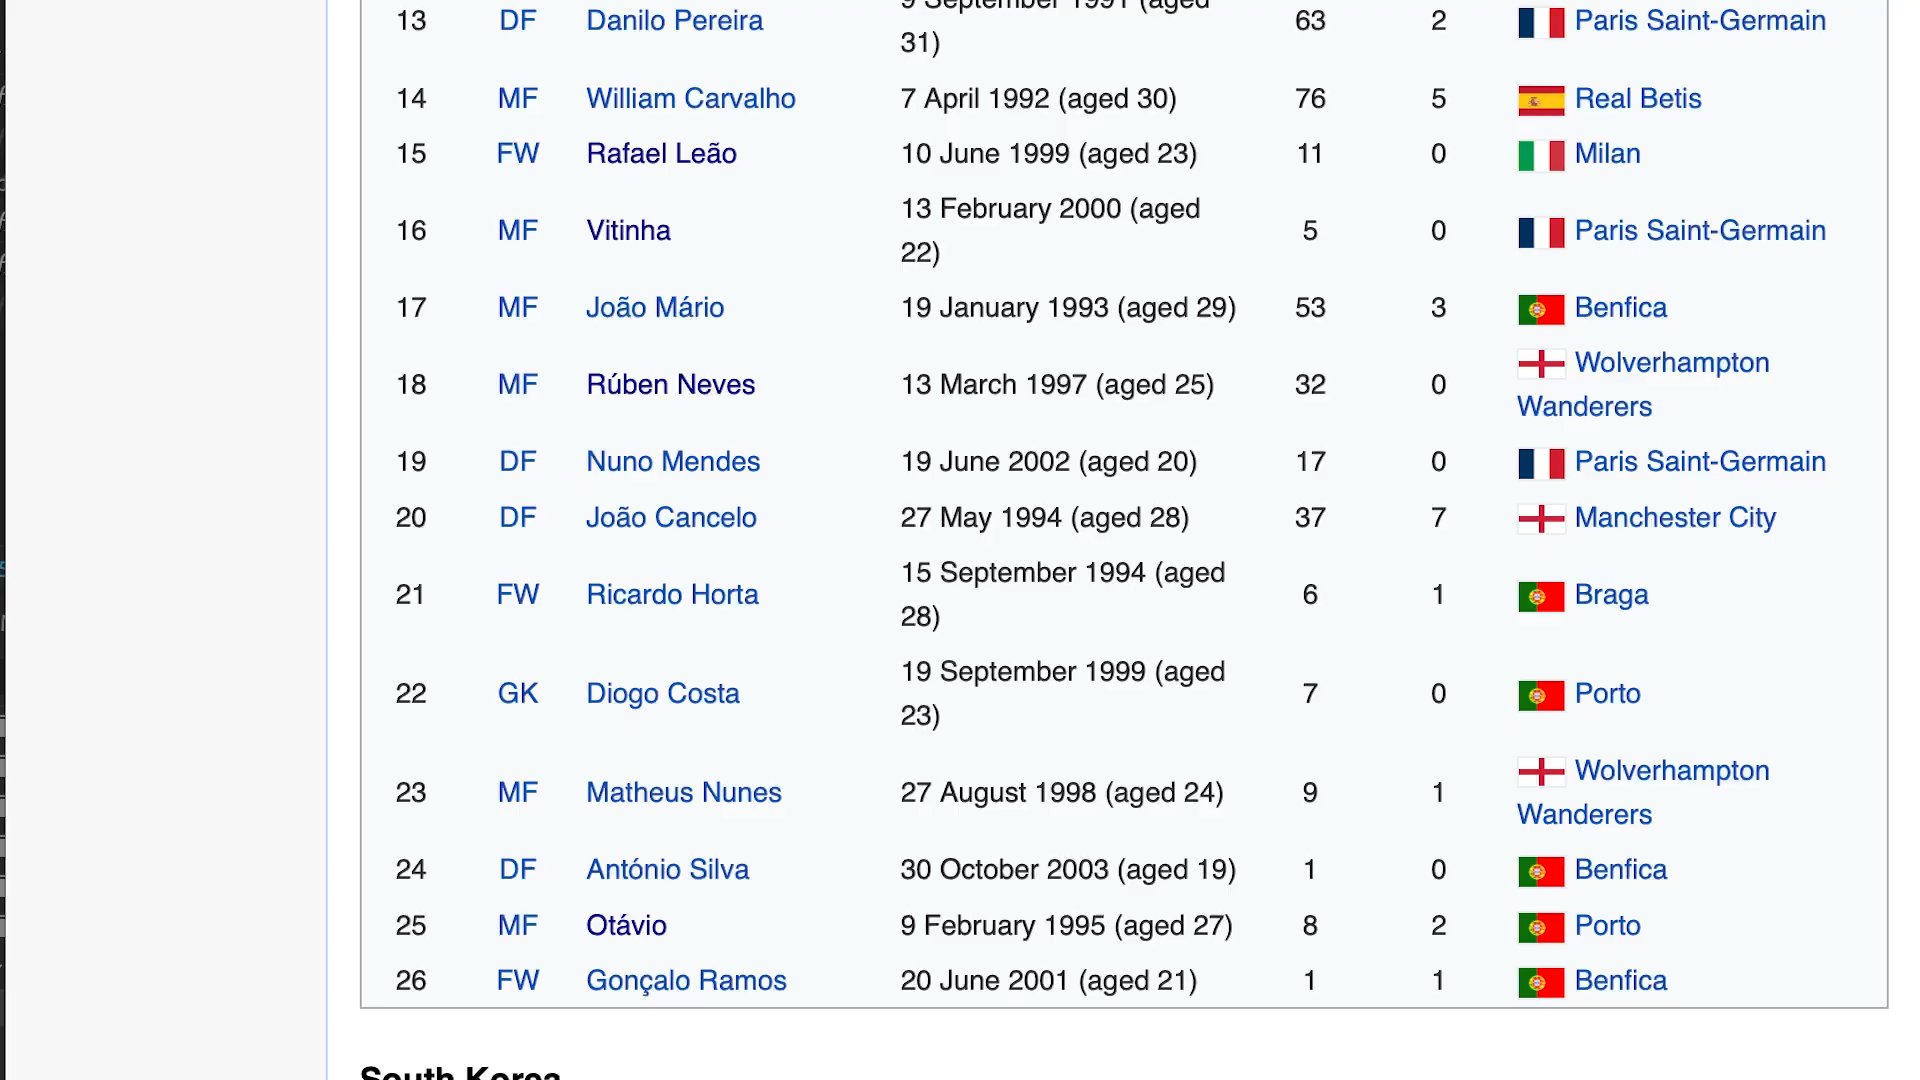 9 September 1991 (aged
13 DF Danilo Pereira 31) 63 2 Paris Saint-Germain
14 MF William Carvalho 7 April 1992 (aged 30) 76 5 Real Betis
15 FW Rafael Leão 10 June 1999 (aged 23) 11 0 Milan
13 February 2000 (aged
16 MF Vitinha 22) 5 0 Paris Saint-Germain
17 MF João Mário 19 January 1993 (aged 29) 53 3 Benfica
18 MF Rúben Neves 13 March 1997 (aged 25) 32 0 Wolverhampton
Wanderers
19 DF Nuno Mendes 19 June 2002 (aged 20) 17 0 Paris Saint-Germain
20 DF João Cancelo 27 May 1994 (aged 28) 37 7 Manchester City
15 September 1994 (aged
21 FW Ricardo Horta 28) 6 1 Braga
19 September 1999 (aged
22 GK Diogo Costa 23) 7 0 Porto
23 MF Matheus Nunes 27 August 1998 (aged 24) 9 1 Wolverhampton
Wanderers
24 DF António Silva 30 October 2003 (aged 19) 1 0 Benfica
25 MF Otávio 9 February 1995 (aged 27) 8 2 Porto
26 FW Gonçalo Ramos 20 June 2001 (aged 21) 1 1 Benfica
South Korea